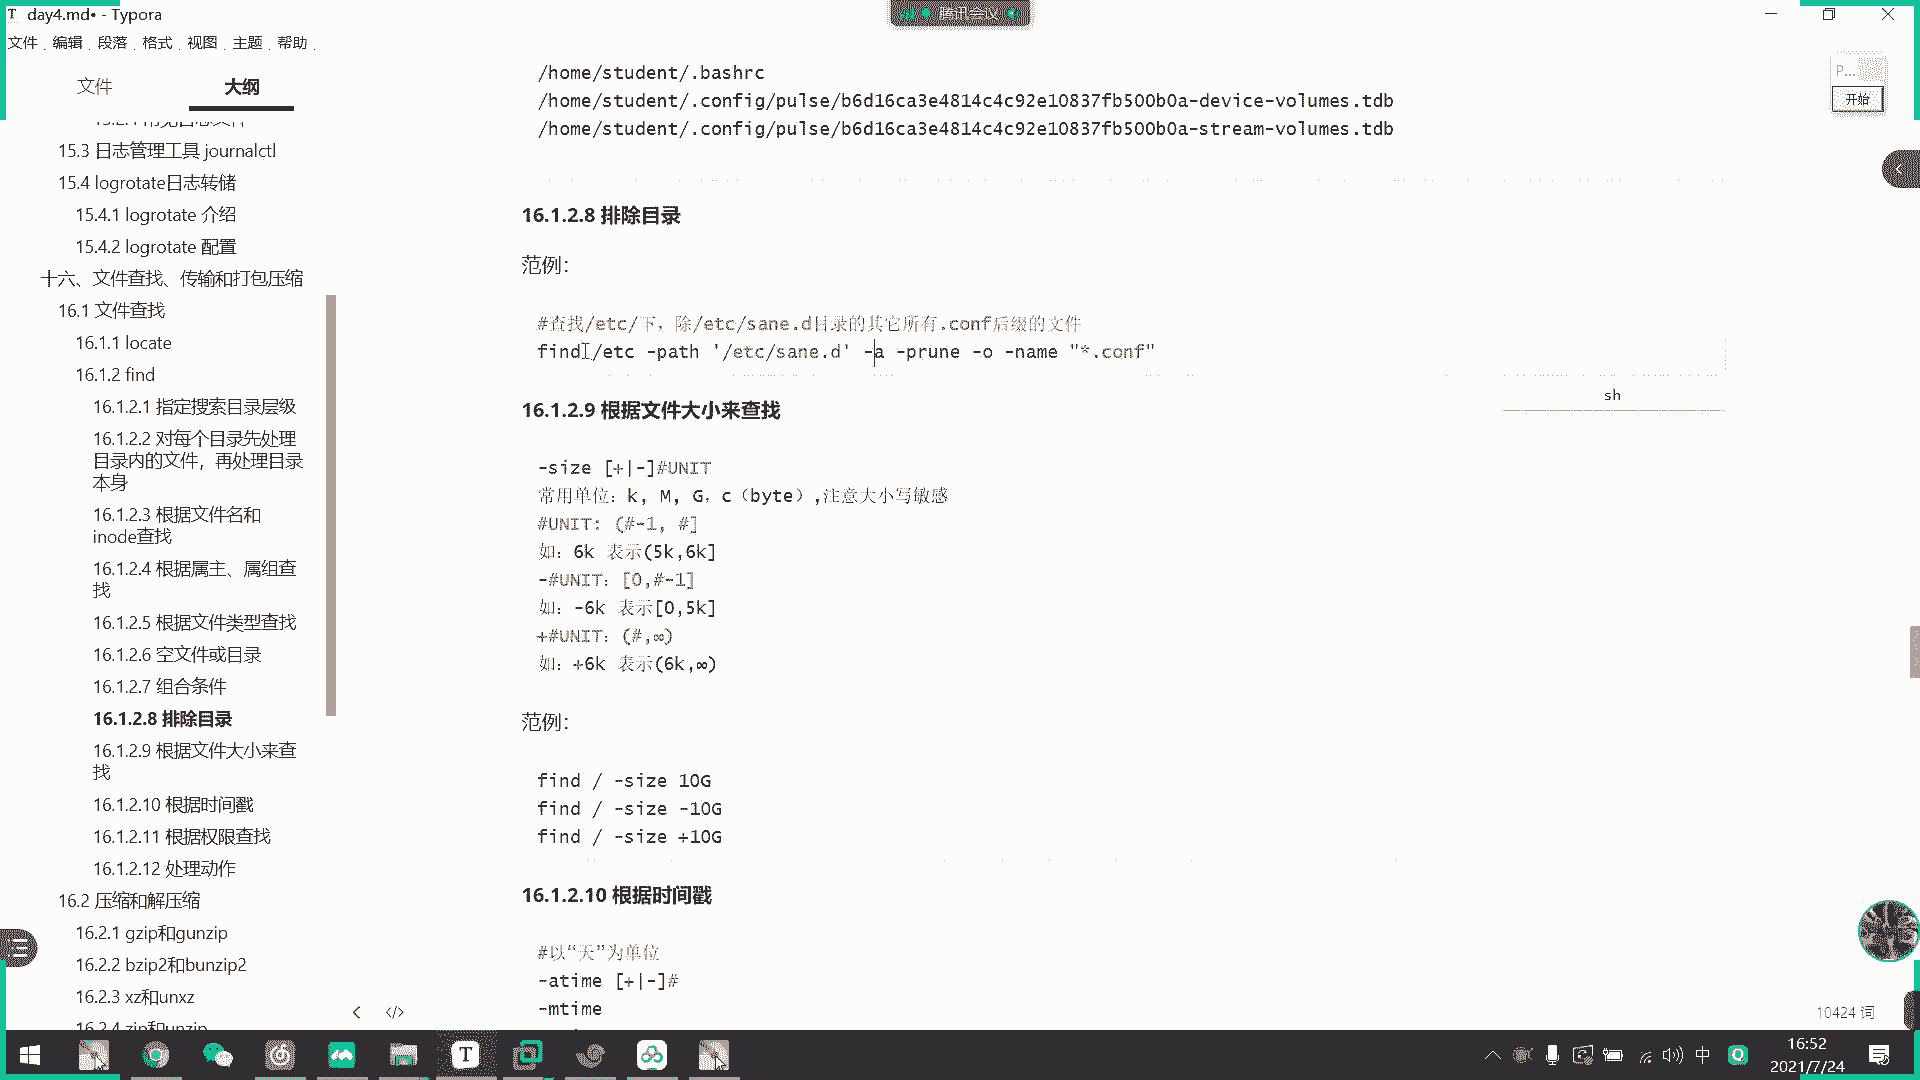 day4.md• - Typora
腾讯会议
文件 编辑 段落 格式 视图 主题 帮助
文件 大纲
15.3 日志管理工具 journalctl
15.4 logrotate日志转储
15.4.1 logrotate 介绍
15.4.2 logrotate 配置
十六、文件查找、传输和打包压缩
16.1 文件查找
16.1.1 locate
16.1.2 find
16.1.2.1 指定搜索目录层级
16.1.2.2 对每个目录先处理
目录内的文件，再处理目录
本身
16.1.2.3 根据文件名和
inode查找
16.1.2.4 根据属主、属组查
找
16.1.2.5 根据文件类型查找
16.1.2.6 空文件或目录
16.1.2.7 组合条件
16.1.2.8 排除目录
16.1.2.9 根据文件大小来查
找
16.1.2.10 根据时间戳
16.1.2.11 根据权限查找
16.1.2.12 处理动作
16.2 压缩和解压缩
16.2.1 gzip和gunzip
16.2.2 bzip2和bunzip2
16.2.3 xz和unxz
16.2.4 zip和unzip
/home/student/.bashrc
/home/student/.config/pulse/b6d16ca3e4814c4c92e10837fb500b0a-device-volumes.tdb
/home/student/.config/pulse/b6d16ca3e4814c4c92e10837fb500b0a-stream-volumes.tdb
16.1.2.8 排除目录
范例：
#查找/etc/下，除/etc/sane.d目录的其它所有.conf后缀的文件
find /etc -path '/etc/sane.d' -a -prune -o -name "*.conf"
sh
16.1.2.9 根据文件大小来查找
-size [+|-]#UNIT
常用单位：k, M, G，c（byte）,注意大小写敏感
#UNIT: (#-1, #]
如：6k 表示(5k,6k]
-#UNIT：[0,#-1]
如：-6k 表示[0,5k]
+#UNIT：(#,∞)
如：+6k 表示(6k,∞)
范例：
find / -size 10G
find / -size -10G
find / -size +10G
16.1.2.10 根据时间戳
#以“天”为单位
-atime [+|-]#
-mtime
P...
开始
10424 词
中
16:52
2021/7/24